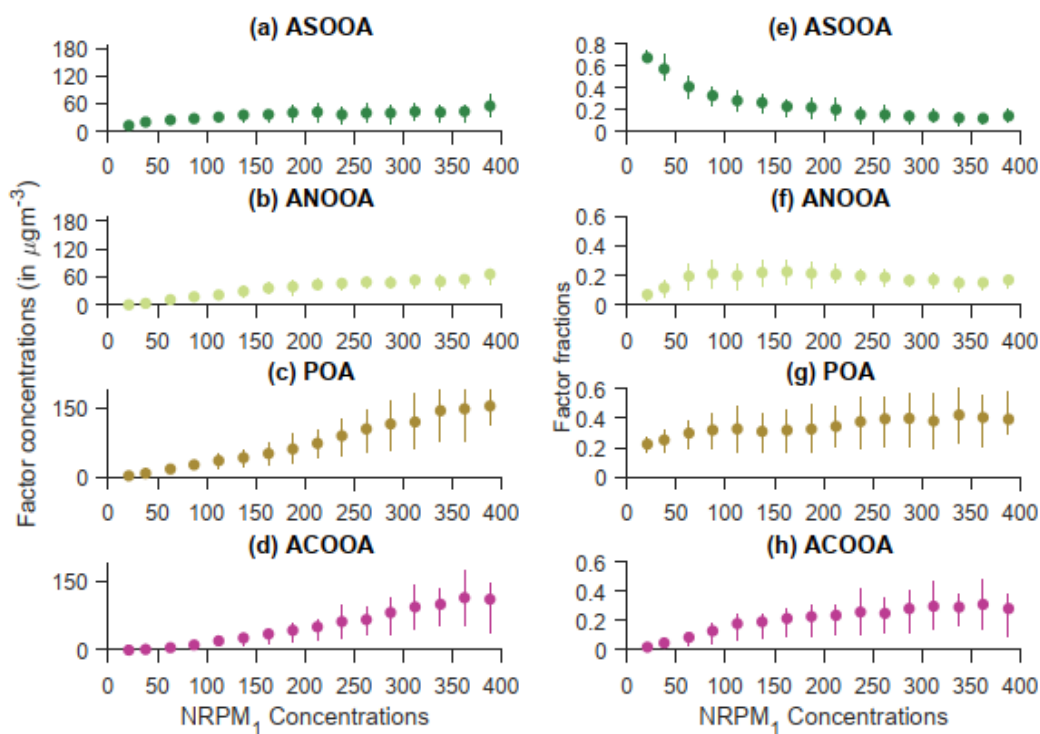 (a) ASOOA
180
120
60
0
0 50 100 150 200 250 300 350 400
(b) ANOOA
180
120
60
0
0 50 100 150 200 250 300 350 400
(c) POA
150
0
0 50 100 150 200 250 300 350 400
(d) ACOOA
150
0
0 50 100 150 200 250 300 350 400
NRPM₁ Concentrations
Factor concentrations (in μgm⁻³)
(e) ASOOA
0.8
0.6
0.4
0.2
0
0 50 100 150 200 250 300 350 400
(f) ANOOA
0.6
0.4
0.2
0
0 50 100 150 200 250 300 350 400
(g) POA
0.6
0.4
0.2
0
0 50 100 150 200 250 300 350 400
(h) ACOOA
0.6
0.4
0.2
0
0 50 100 150 200 250 300 350 400
NRPM₁ Concentrations
Factor fractions